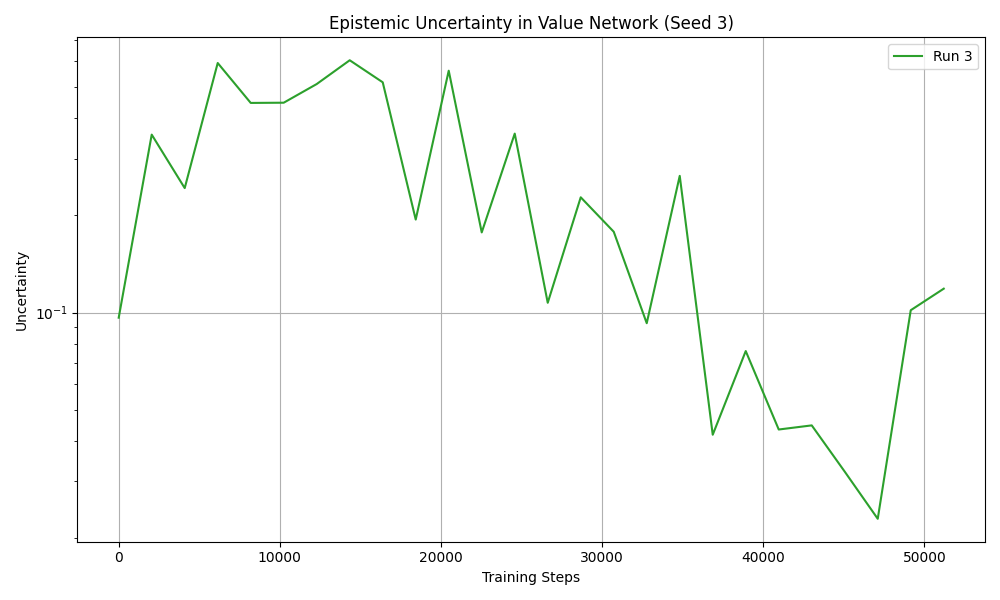 Epistemic Uncertainty in Value Network (Seed 3)
Run 3
Uncertainty
10⁻¹
0 10000 20000 30000 40000 50000
Training Steps